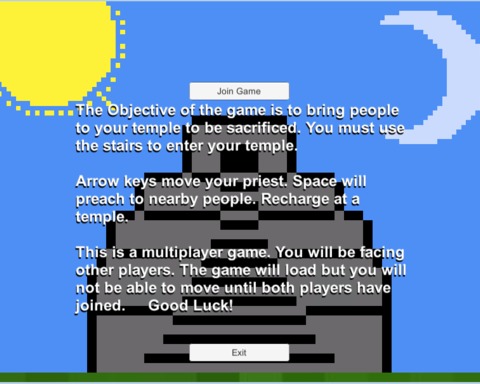 Join Game
The Objective of the game is to bring people
to your temple to be sacrificed. You must use
the stairs to enter your temple.
Arrow keys move your priest. Space will
preach to nearby people. Recharge at a
temple.
This is a multiplayer game. You will be facing
other players. The game will load but you will
not be able to move until both players have
joined. Good Luck!
Exit